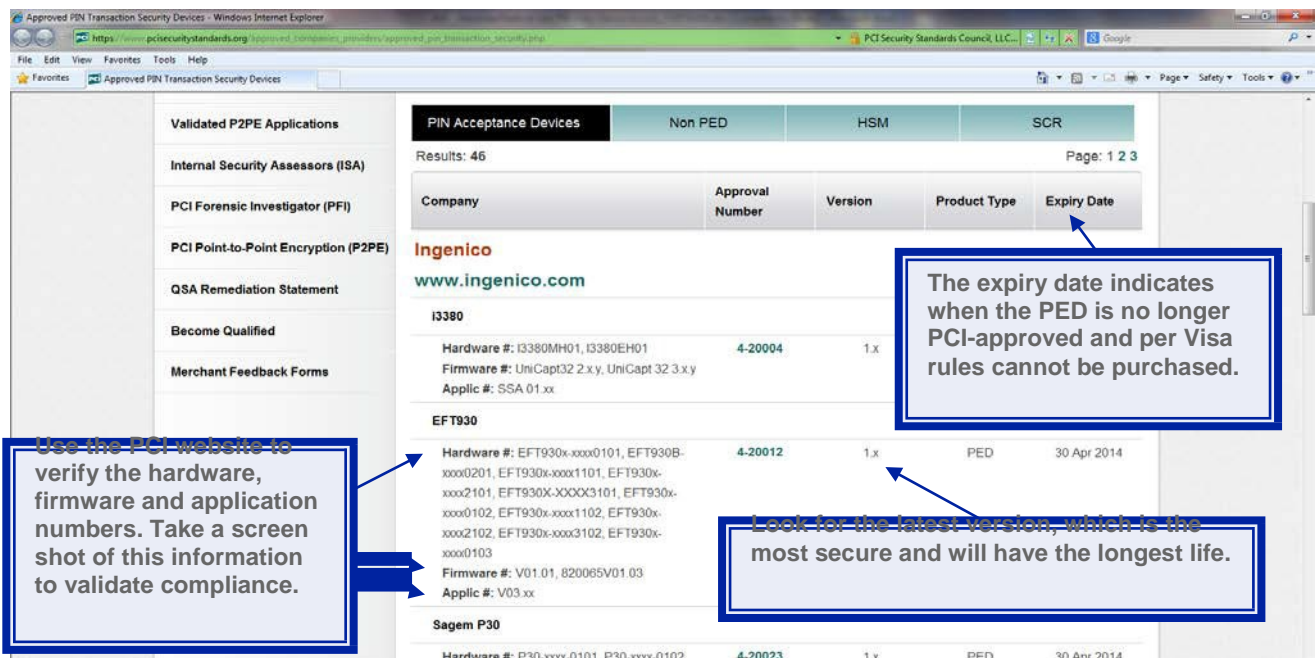 Approved PIN Transaction Security Devices - Windows Internet Explorer
https://www.pcisecuritystandards.org/approved_companies_providers/approved_pin_transaction_security.php
PCI Security Standards Council, LLC...
Google
File Edit View Favorites Tools Help
Favorites
Approved PIN Transaction Security Devices
Page Safety Tools
Validated P2PE Applications
Internal Security Assessors (ISA)
PCI Forensic Investigator (PFI)
PCI Point-to-Point Encryption (P2PE)
QSA Remediation Statement
Become Qualified
Merchant Feedback Forms
PIN Acceptance Devices Non PED HSM SCR
Results: 46 Page: 1 2 3
Company Approval Number Version Product Type Expiry Date
Ingenico
www.ingenico.com
The expiry date indicates
when the PED is no longer
PCI-approved and per Visa
rules cannot be purchased.
i3380
Hardware #: I3380MH01, I3380EH01 4-20004 1.x
Firmware #: UniCapt32 2.x.y, UniCapt 32 3.x.y
Applic #: SSA 01.xx
EFT930
Hardware #: EFT930x-xxxx0101, EFT930B- 4-20012 1.x PED 30 Apr 2014
xxxx0201, EFT930x-xxxx1101, EFT930x-
xxxx2101, EFT930X-XXXX3101, EFT930x-
xxxx0102, EFT930x-xxxx1102, EFT930x-
xxxx2102, EFT930x-xxxx3102, EFT930x-
xxxx0103
Firmware #: V01.01, 820065V01.03
Applic #: V03.xx
Use the PCI website to
verify the hardware,
firmware and application
numbers. Take a screen
shot of this information
to validate compliance.
Look for the latest version, which is the
most secure and will have the longest life.
Sagem P30
Hardware #: P30-xxxx-0101, P30-xxxx-0102 4-20023 1.x PED 30 Apr 2014